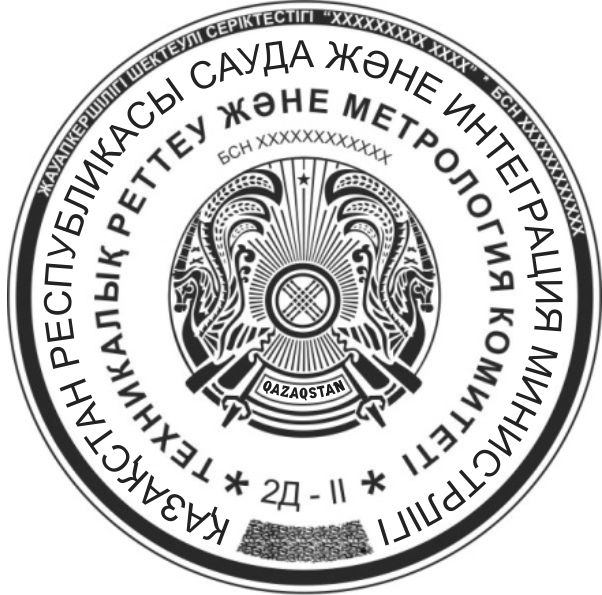 ЖАУАПКЕРШІЛІГІ ШЕКТЕУЛІ СЕРІКТЕСТІГІ "XXXXXXXXX XXXX" * БСН XXXXXXXXXXXX
ҚАЗАҚСТАН РЕСПУБЛИКАСЫ САУДА ЖӘНЕ ИНТЕГРАЦИЯ МИНИСТРЛІГІ
ТЕХНИКАЛЫҚ РЕТТЕУ ЖӘНЕ МЕТРОЛОГИЯ КОМИТЕТІ
БСН XXXXXXXXXXXX
QAZAQSTAN
* 2Д - II *